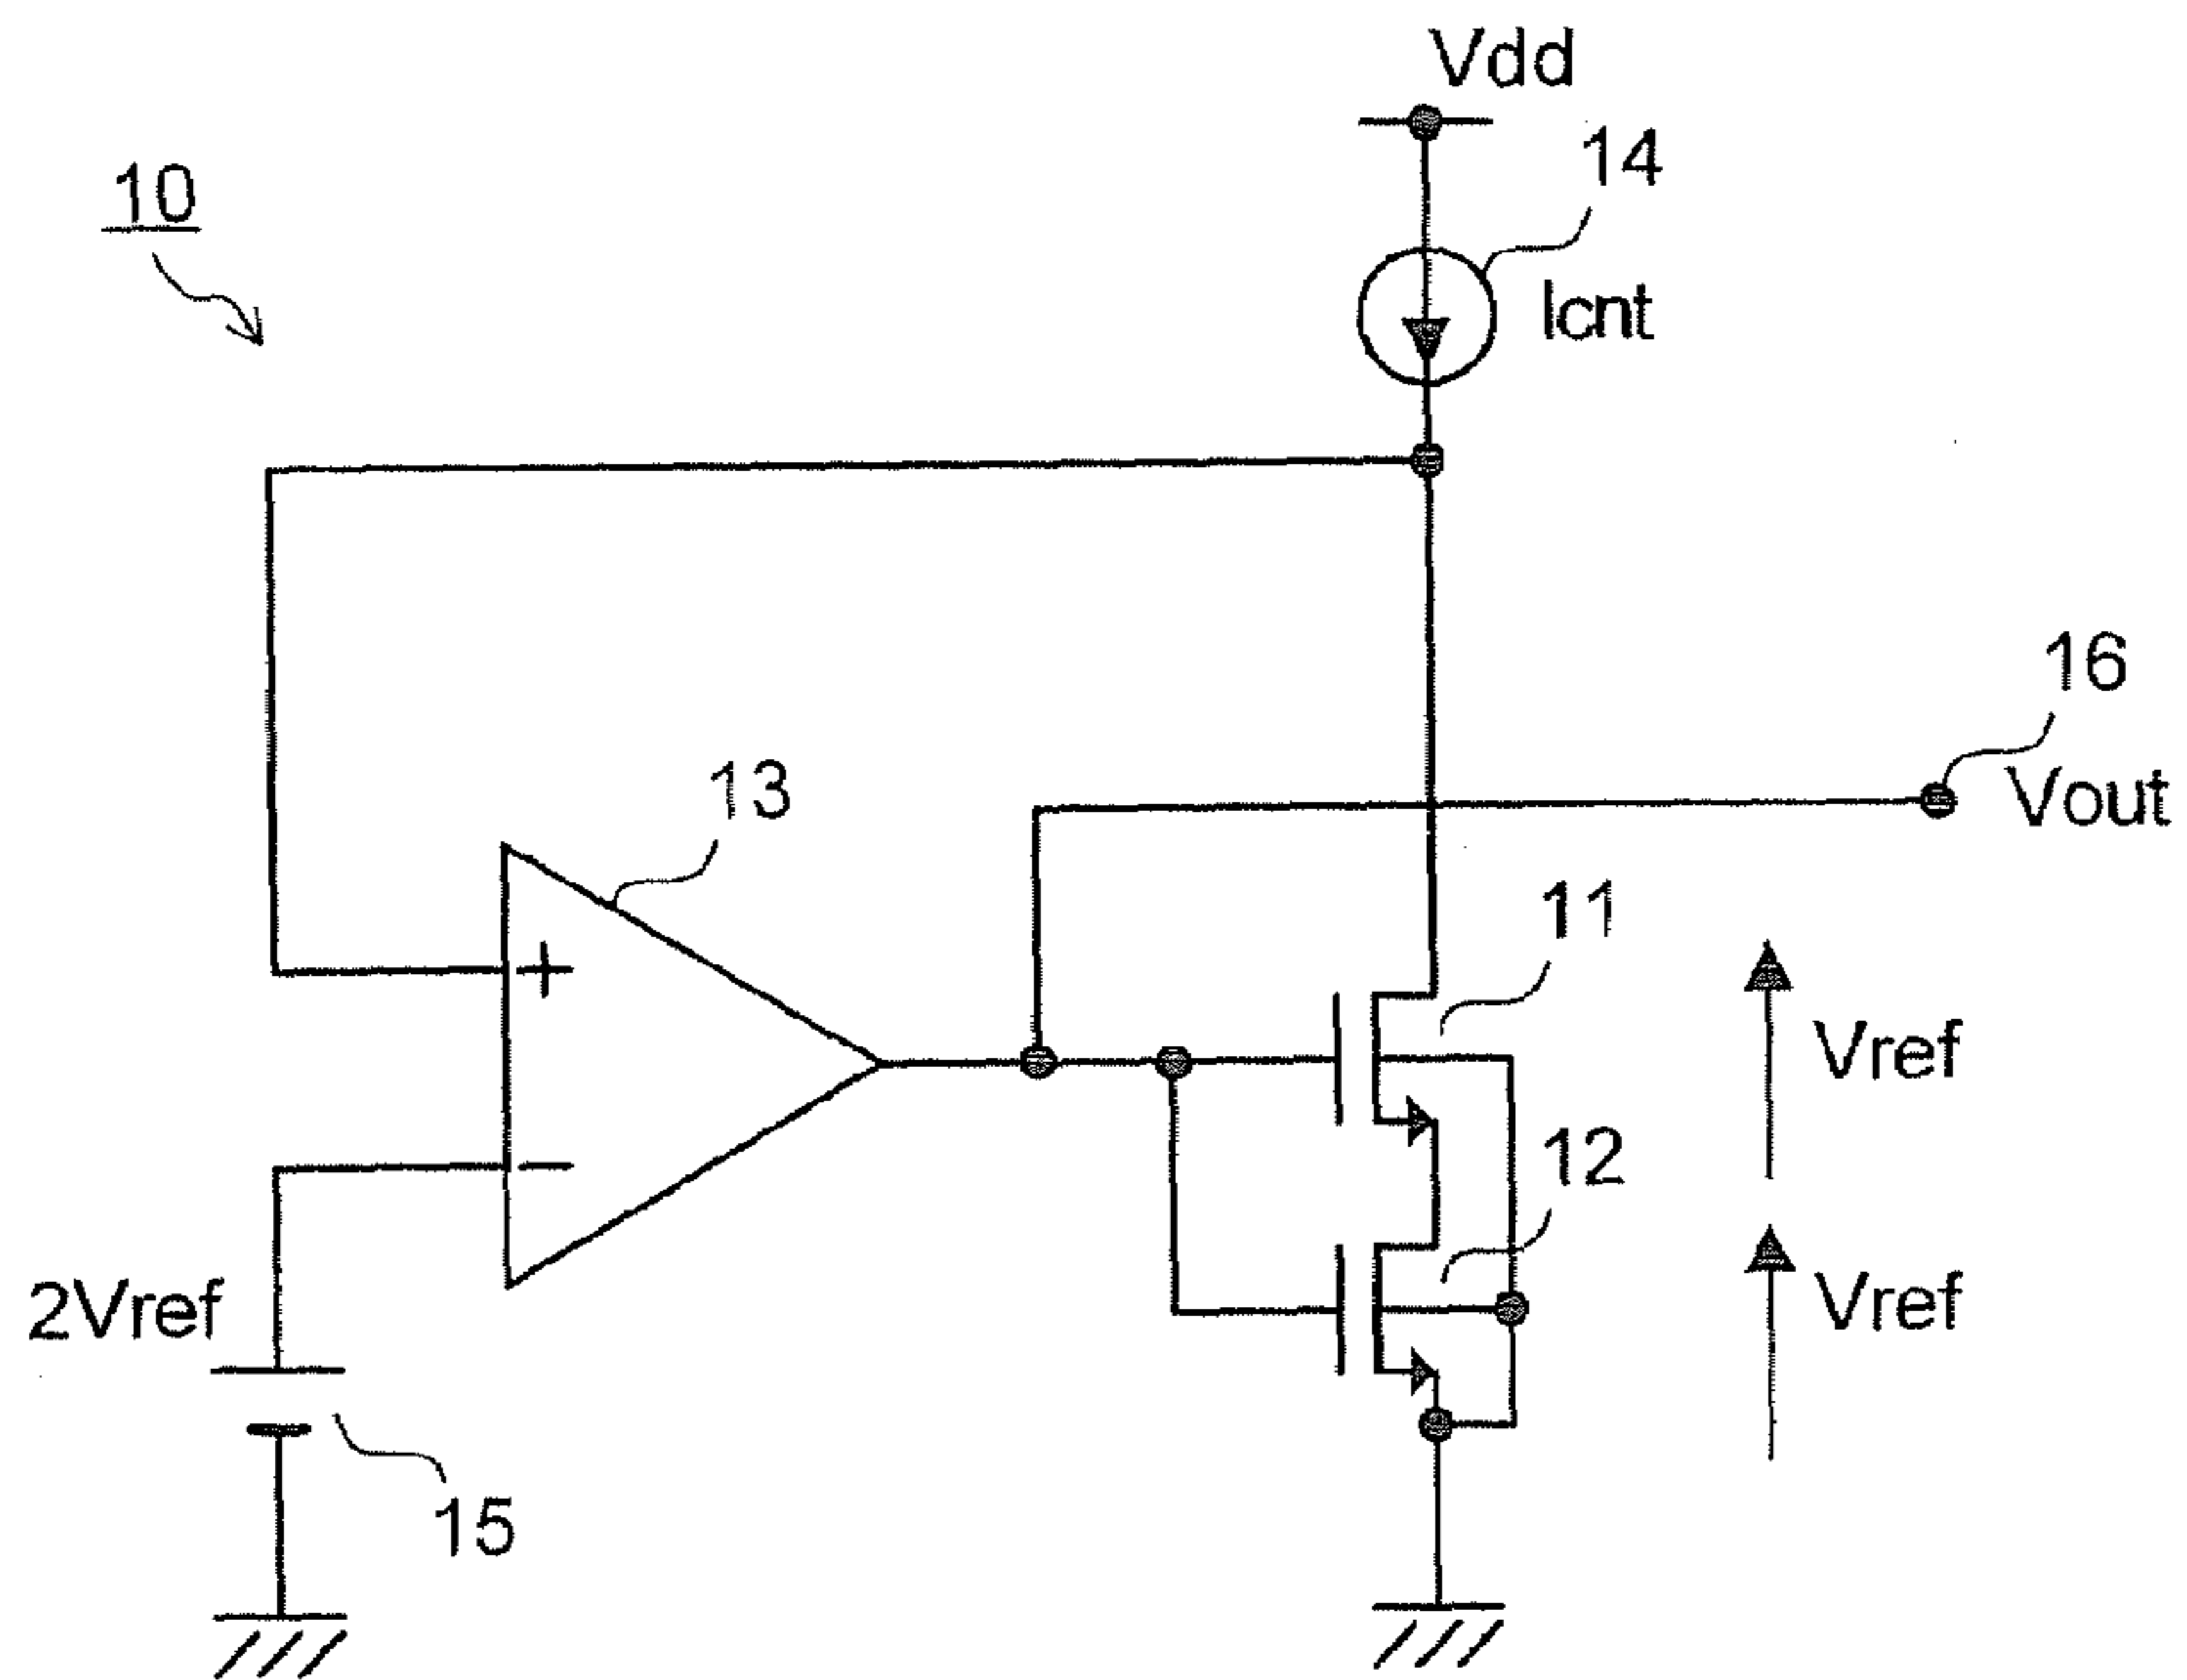 Vdd
14
10
Icnt
16
Vout
13
11
+
Vref
12
−
2Vref
Vref
15